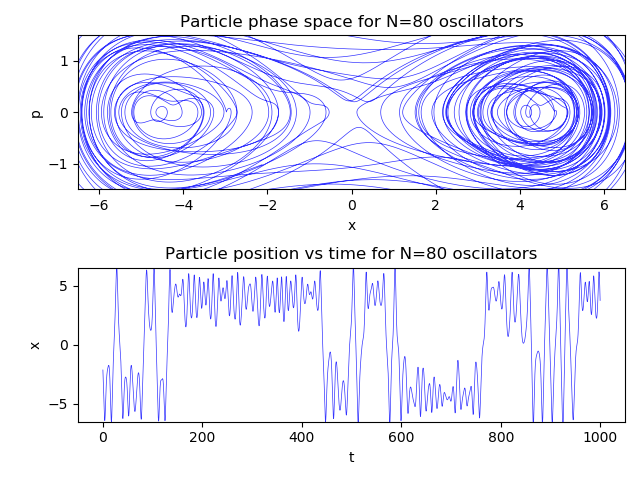 Particle phase space for N=80 oscillators
1
0
−1
p
−6 −4 −2 0 2 4 6
x
Particle position vs time for N=80 oscillators
5
0
−5
x
0 200 400 600 800 1000
t